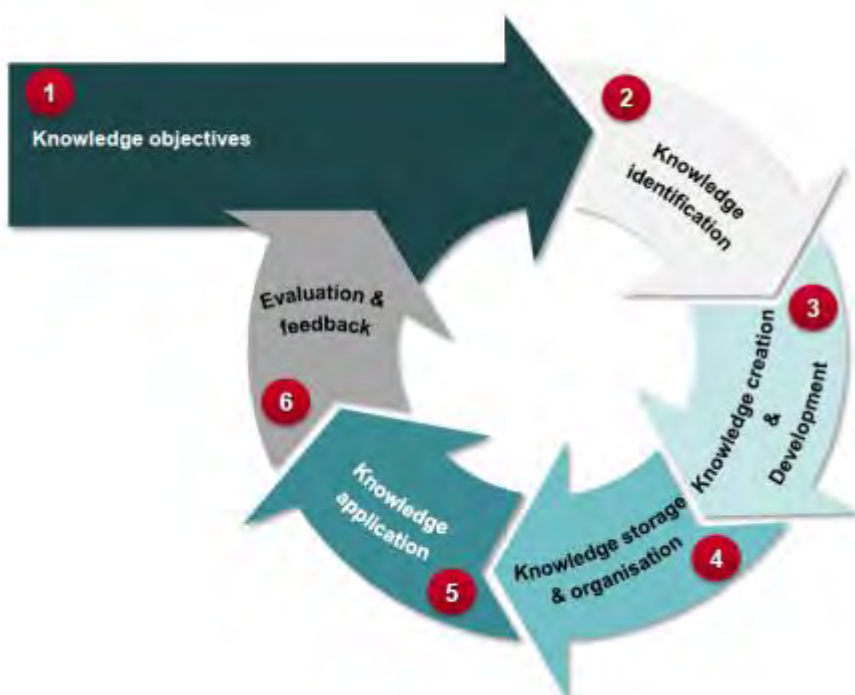 1
Knowledge objectives
2
Knowledge
identification
3
Knowledge creation
&
Development
4
Knowledge storage
& organisation
5
Knowledge
application
6
Evaluation &
feedback